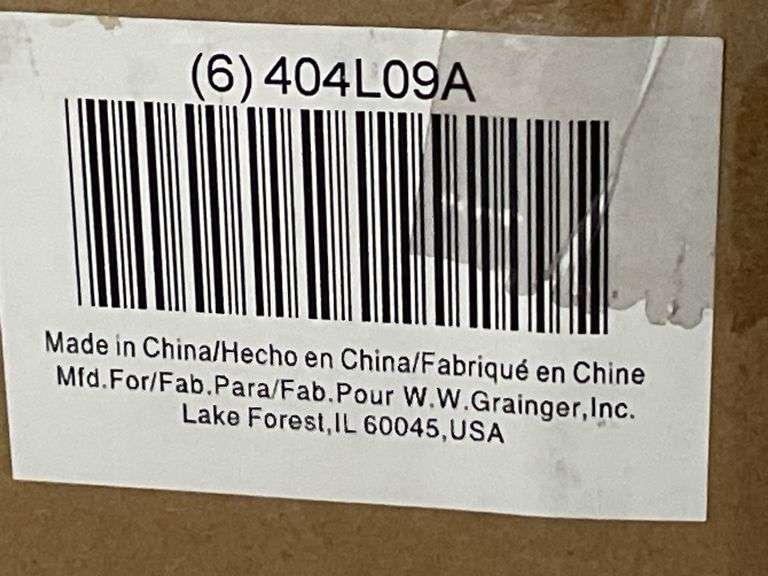 (6) 404L09A
Made in China/Hecho en China/Fabriqué en Chine
Mfd.For/Fab.Para/Fab.Pour W.W.Grainger,Inc.
Lake Forest,IL 60045,USA